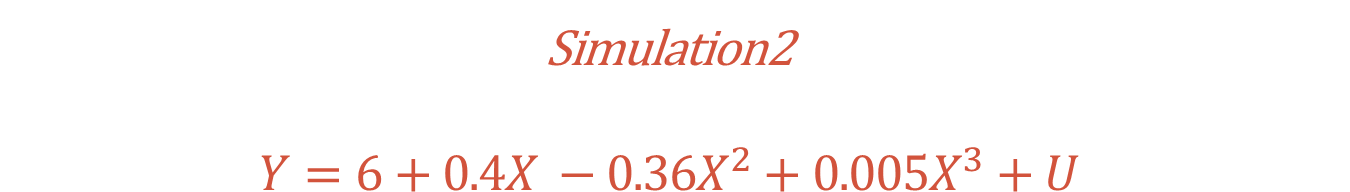 Simulation2
Y = 6 + 0.4X − 0.36X² + 0.005X³ + U